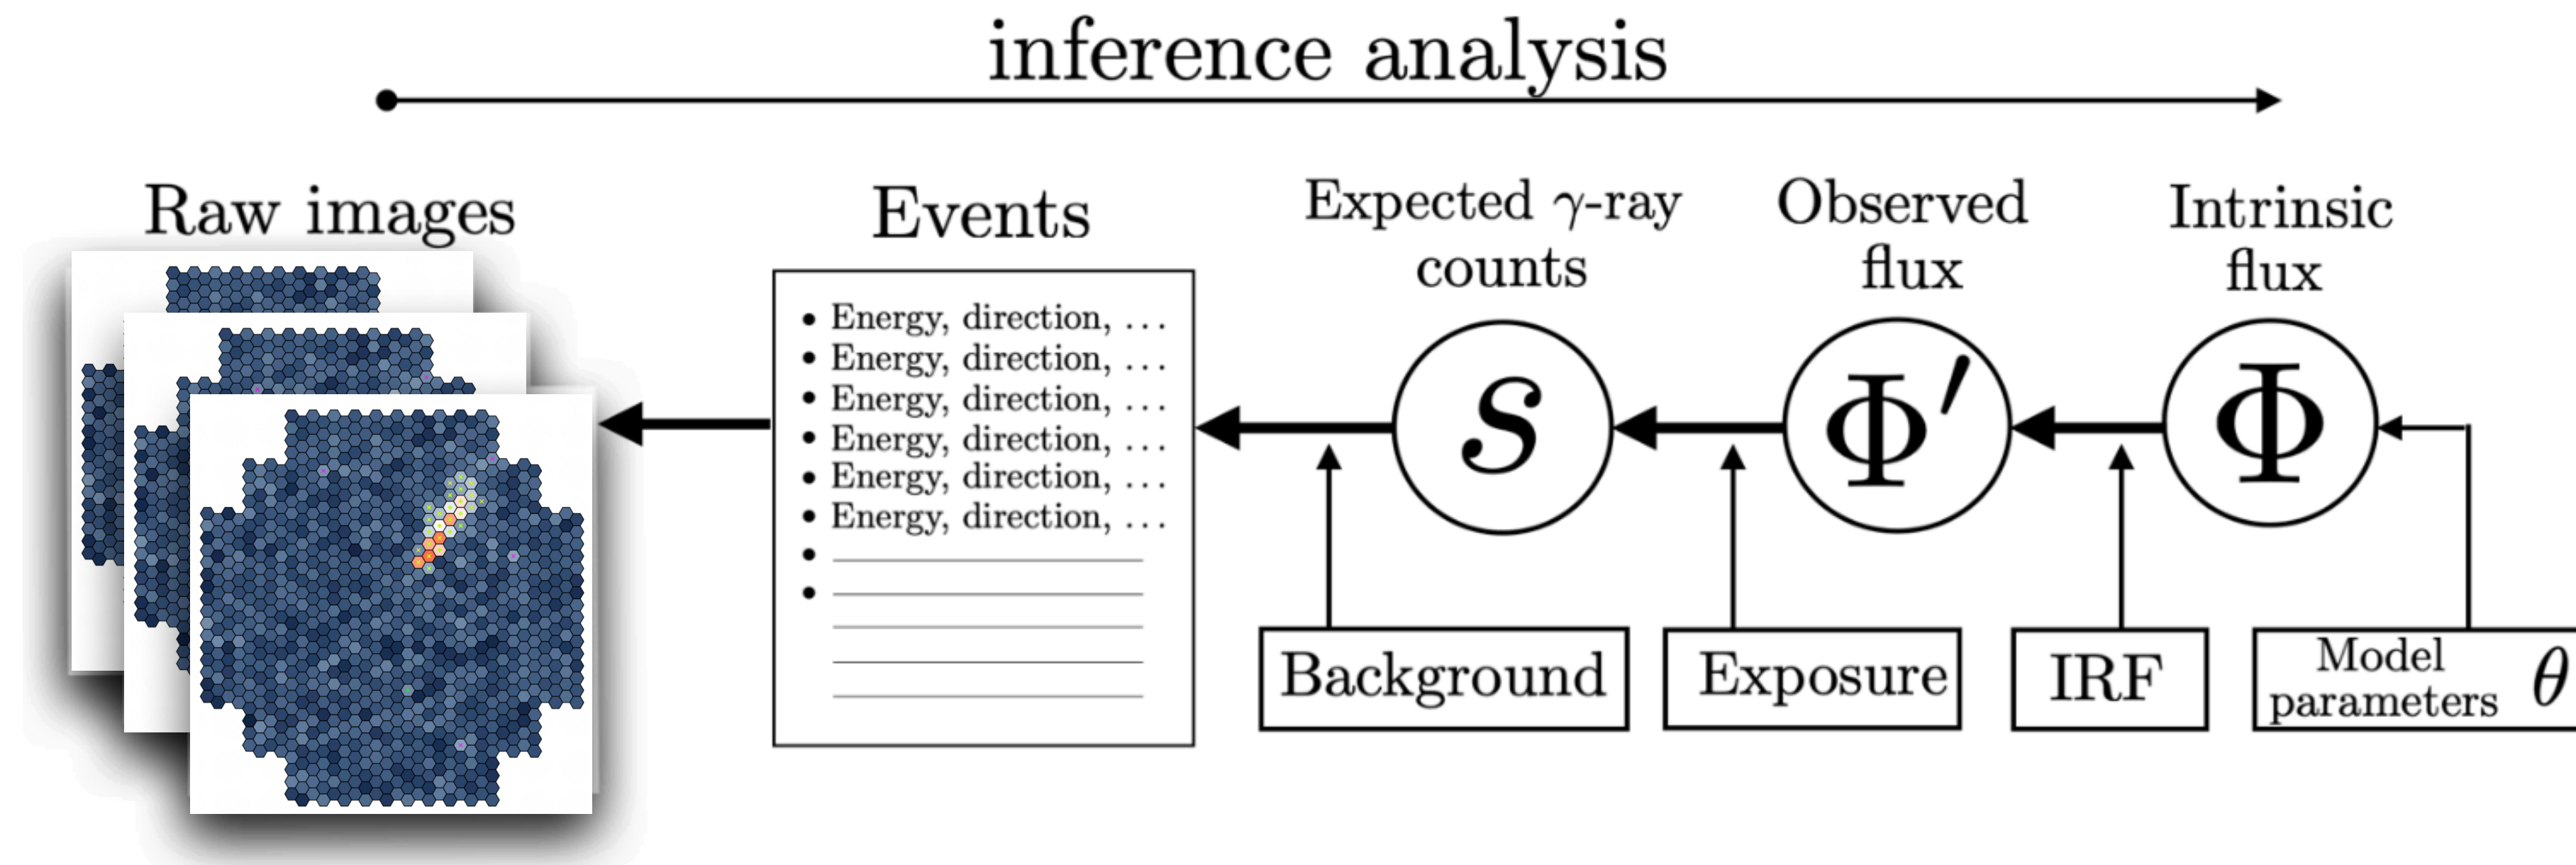 inference analysis
Raw images
Events
Expected γ-ray
counts
Observed
flux
Intrinsic
flux
• Energy, direction, . . .
• Energy, direction, . . .
• Energy, direction, . . .
• Energy, direction, . . .
• Energy, direction, . . .
• Energy, direction, . . .
s
Φ′
Φ
Background
Exposure
IRF
Model
parameters θ